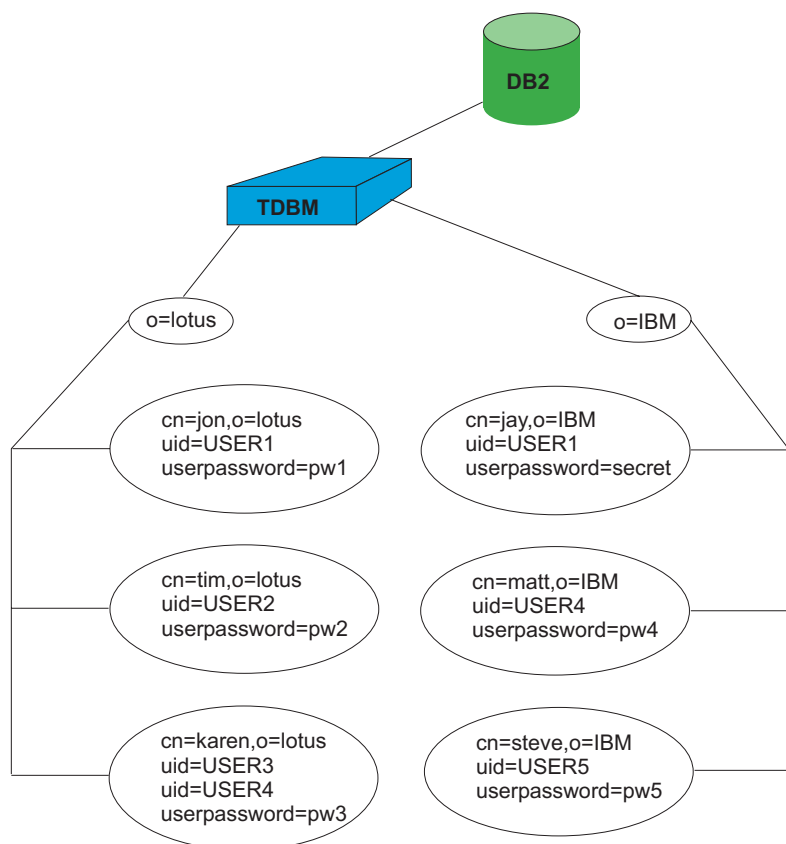 DB2
TDBM
o=lotus
o=IBM
cn=jon,o=lotus
uid=USER1
userpassword=pw1
cn=jay,o=IBM
uid=USER1
userpassword=secret
cn=tim,o=lotus
uid=USER2
userpassword=pw2
cn=matt,o=IBM
uid=USER4
userpassword=pw4
cn=karen,o=lotus
uid=USER3
uid=USER4
userpassword=pw3
cn=steve,o=IBM
uid=USER5
userpassword=pw5